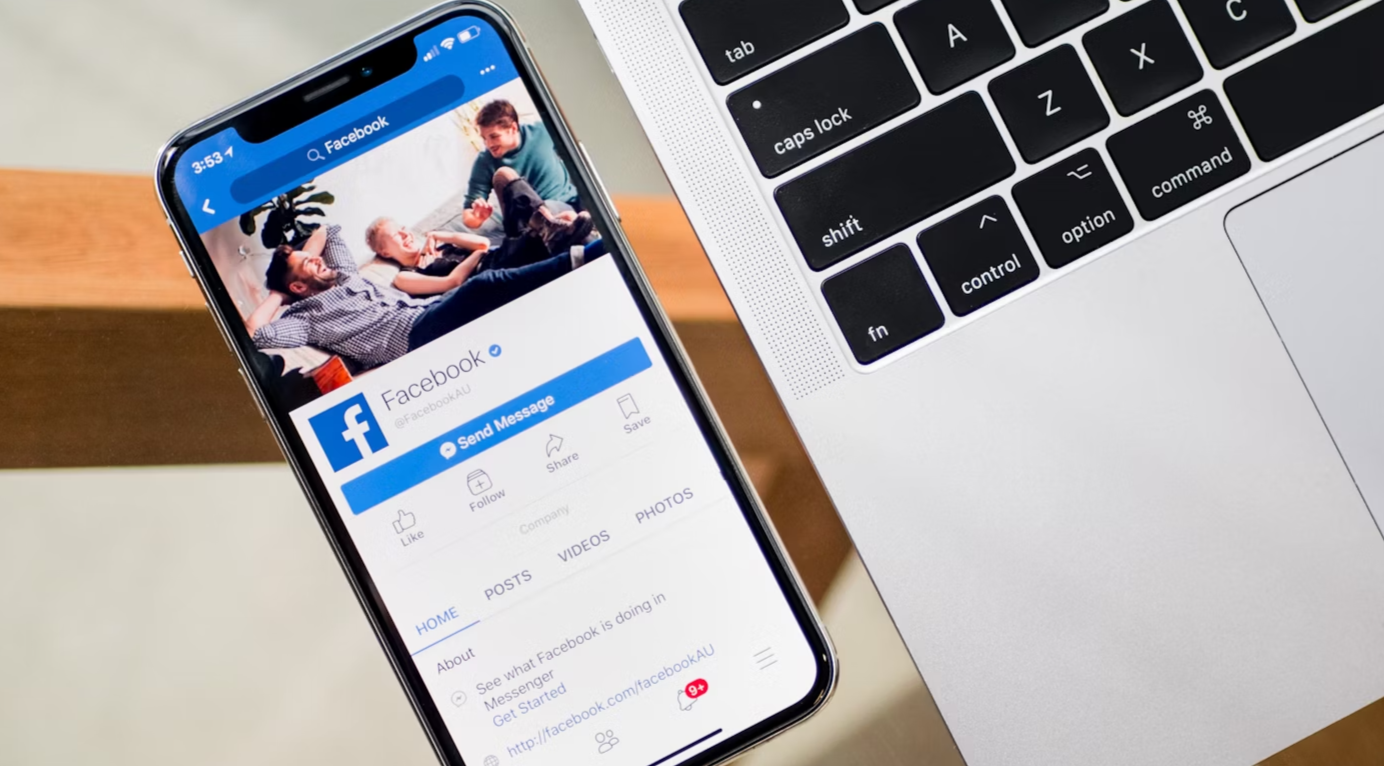 3:53
Facebook
Facebook
@FacebookAU
f
Send Message
Like
Follow
Share
Save
Company
HOME
POSTS
VIDEOS
PHOTOS
About
See what Facebook is doing in
Messenger
Get Started
http://facebook.com/facebookAU
9+
tab
caps lock
A
shift
Z
X
C
fn
control
option
command